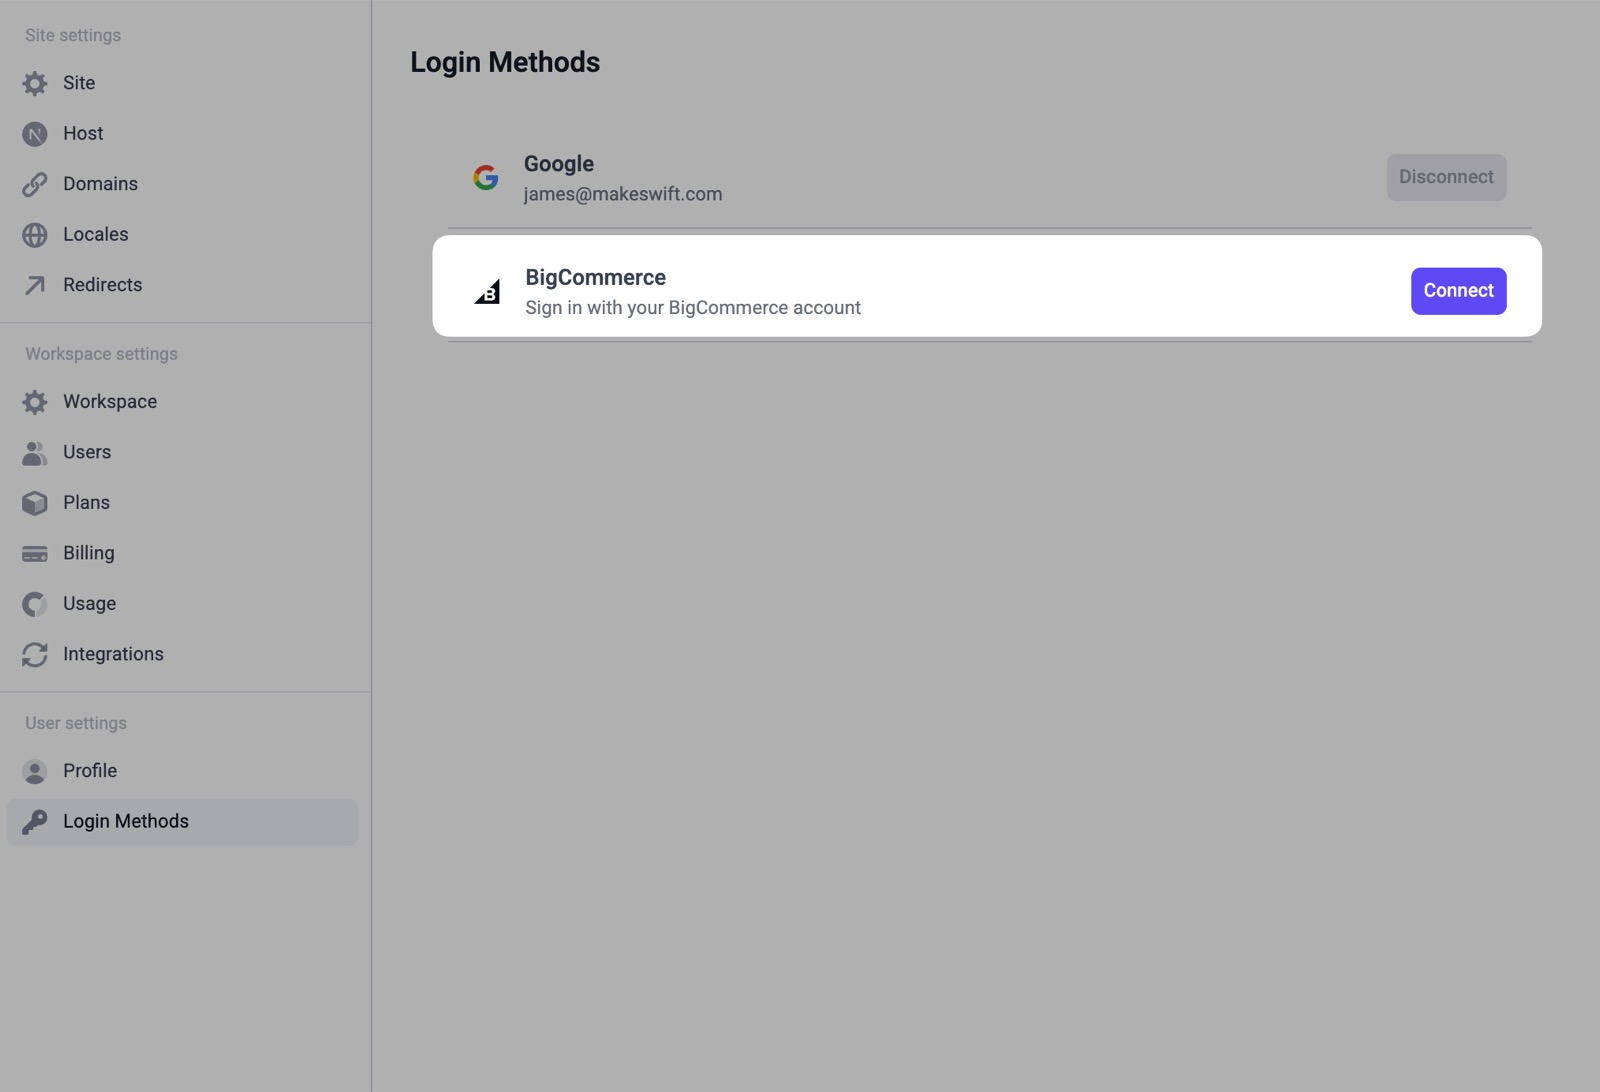 Site settings
Site
Host
Domains
Locales
Redirects
Workspace settings
Workspace
Users
Plans
Billing
Usage
Integrations
User settings
Profile
Login Methods
Login Methods
Google
james@makeswift.com
Disconnect
BigCommerce
Sign in with your BigCommerce account
Connect